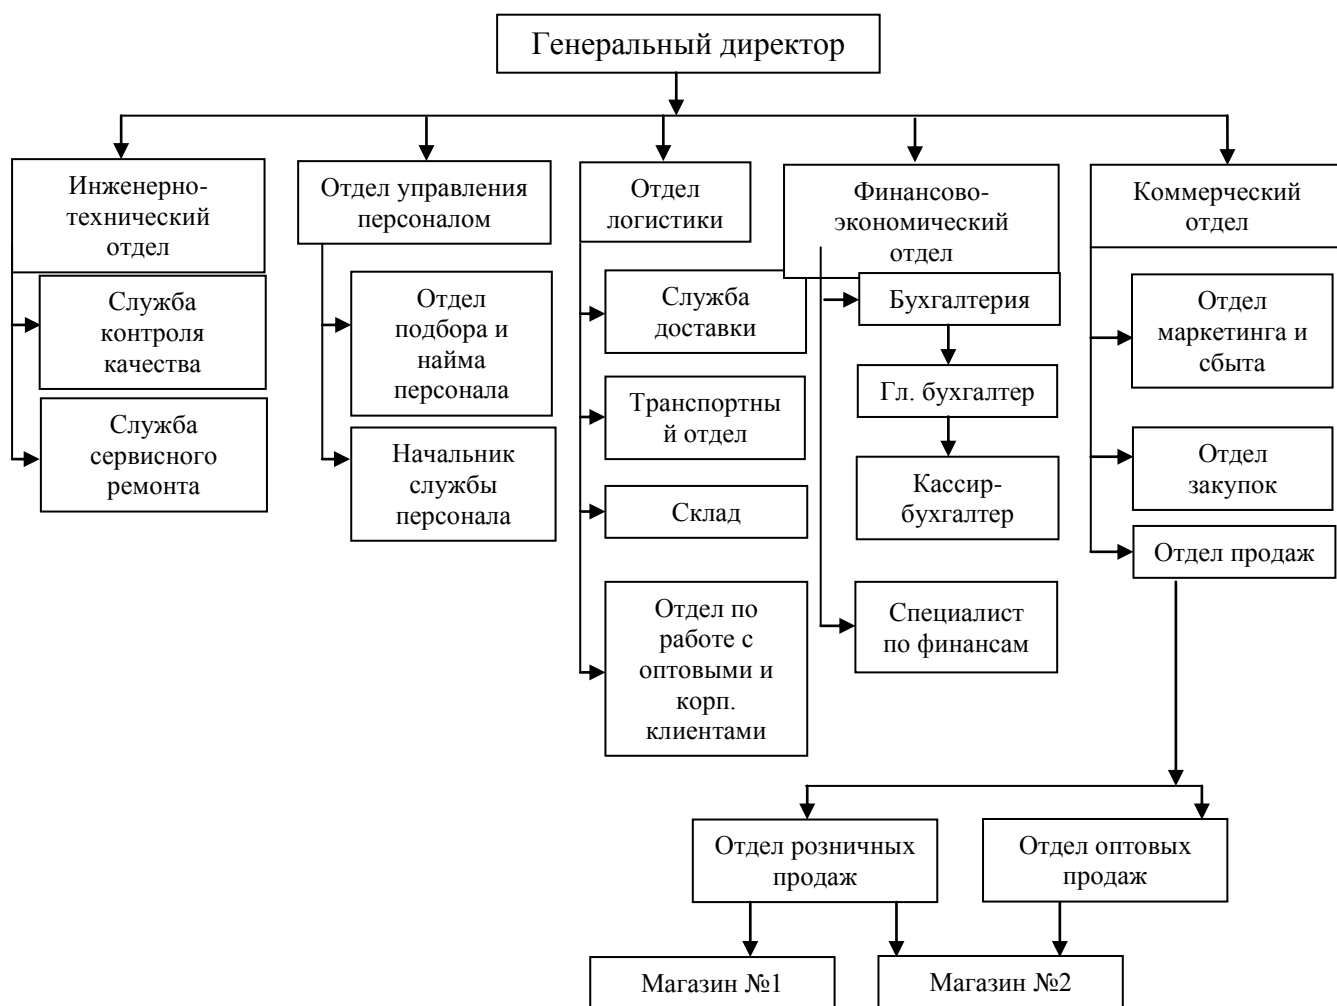 Генеральный директор
Инженерно-
технический
отдел
Отдел управления
персоналом
Отдел
логистики
Финансово-
экономический
отдел
Коммерческий
отдел
Служба
контроля
качества
Служба
сервисного
ремонта
Отдел
подбора и
найма
персонала
Начальник
службы
персонала
Служба
доставки
Транспортны
й отдел
Склад
Отдел по
работе с
оптовыми и
корп.
клиентами
Бухгалтерия
Гл. бухгалтер
Кассир-
бухгалтер
Специалист
по финансам
Отдел
маркетинга и
сбыта
Отдел
закупок
Отдел продаж
Отдел розничных
продаж
Отдел оптовых
продаж
Магазин №1
Магазин №2